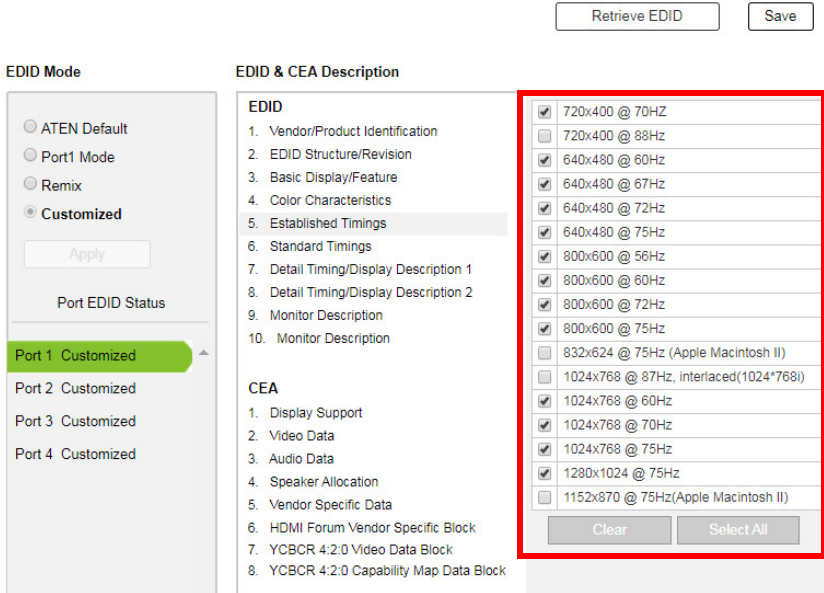 Retrieve EDID
Save
EDID Mode
ATEN Default
Port1 Mode
Remix
Customized
Apply
Port EDID Status
Port 1 Customized
Port 2 Customized
Port 3 Customized
Port 4 Customized
EDID & CEA Description
EDID
1. Vendor/Product Identification
2. EDID Structure/Revision
3. Basic Display/Feature
4. Color Characteristics
5. Established Timings
6. Standard Timings
7. Detail Timing/Display Description 1
8. Detail Timing/Display Description 2
9. Monitor Description
10. Monitor Description
CEA
1. Display Support
2. Video Data
3. Audio Data
4. Speaker Allocation
5. Vendor Specific Data
6. HDMI Forum Vendor Specific Block
7. YCBCR 4:2:0 Video Data Block
8. YCBCR 4:2:0 Capability Map Data Block
720x400 @ 70HZ
720x400 @ 88Hz
640x480 @ 60Hz
640x480 @ 67Hz
640x480 @ 72Hz
640x480 @ 75Hz
800x600 @ 56Hz
800x600 @ 60Hz
800x600 @ 72Hz
800x600 @ 75Hz
832x624 @ 75Hz (Apple Macintosh II)
1024x768 @ 87Hz, interlaced(1024*768i)
1024x768 @ 60Hz
1024x768 @ 70Hz
1024x768 @ 75Hz
1280x1024 @ 75Hz
1152x870 @ 75Hz(Apple Macintosh II)
Clear
Select All